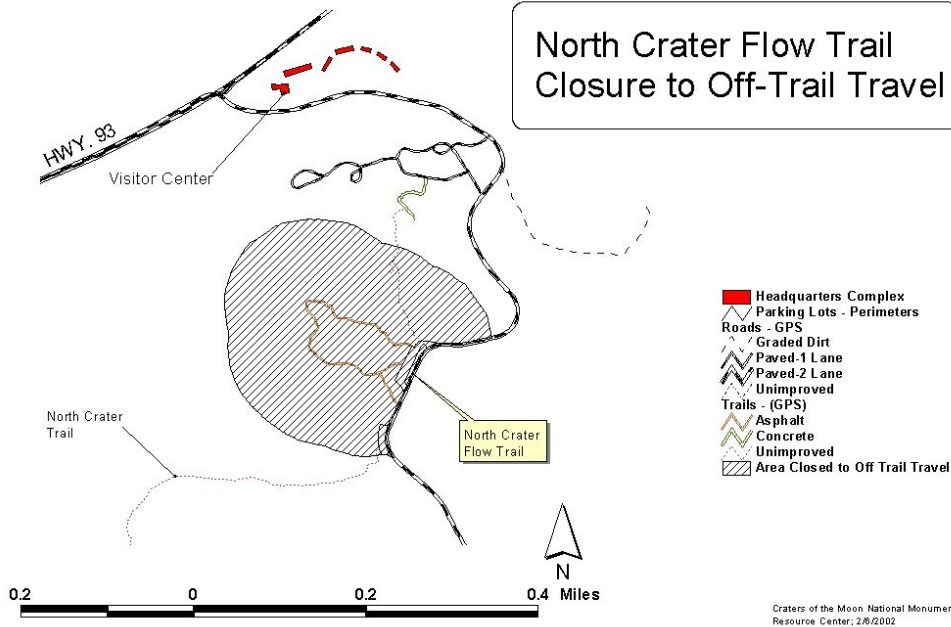 North Crater Flow Trail
Closure to Off-Trail Travel
HWY. 93
Visitor Center
Headquarters Complex
Parking Lots - Perimeters
Roads - GPS
Graded Dirt
Paved-1 Lane
Paved-2 Lane
Unimproved
Trails - (GPS)
Asphalt
Concrete
Unimproved
Area Closed to Off Trail Travel
North Crater
Trail
North Crater
Flow Trail
N
0.2 0 0.2 0.4 Miles
Craters of the Moon National Monumen
Resource Center; 2/6/2002